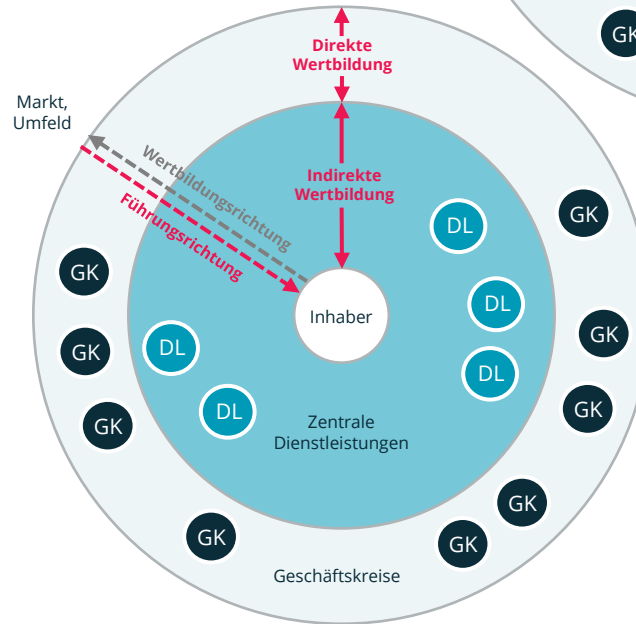 GK
Direkte
Wertbildung
Markt,
Umfeld
Wertbildungsrichtung
Führungsrichtung
Indirekte
Wertbildung
DL
GK
GK
DL
Inhaber
GK
GK
DL
DL
GK
DL
GK
GK
Zentrale
Dienstleistungen
GK
GK
GK
Geschäftskreise